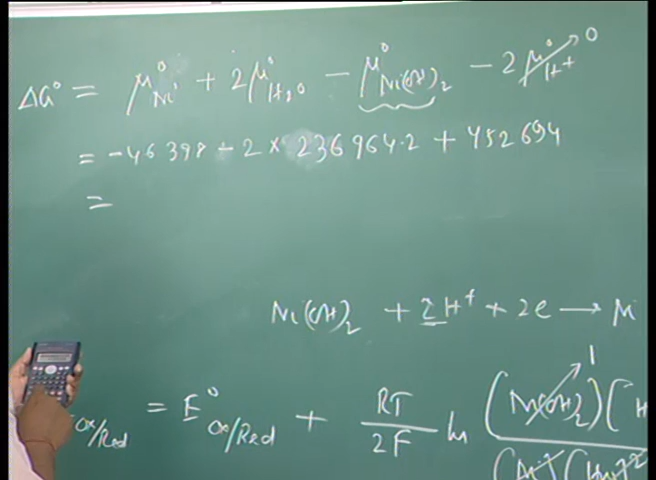 ΔG° = μ°Ni + 2μ°H₂O − μ°Ni(OH)₂ − 2μ°H⁺ 0
= −46398 − 2 × 236964.2 + 452694
=
Ni(OH)₂ + 2H⁺ + 2e → N
1
Ox/Red = E°Ox/Red + RT/2F ln (Ni(OH)₂)(H